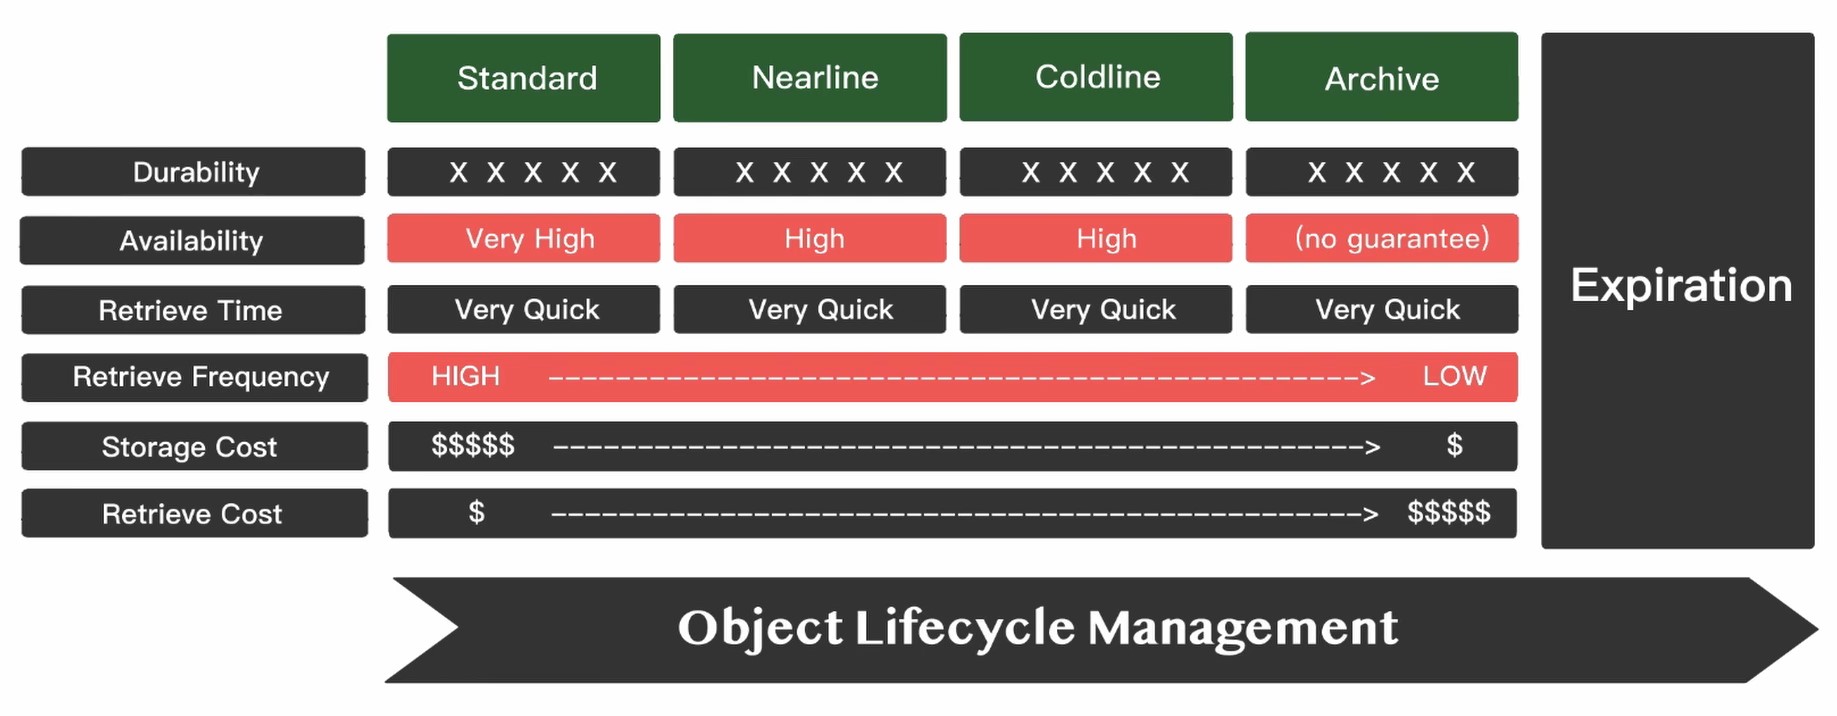 Standard Nearline Coldline Archive
Durability X X X X X X X X X X X X X X X X X X X X
Availability Very High High High (no guarantee)
Expiration
Retrieve Time Very Quick Very Quick Very Quick Very Quick
Retrieve Frequency HIGH ---------------------------------------------------------> LOW
Storage Cost $$$$$ ---------------------------------------------------------> $
Retrieve Cost $ ---------------------------------------------------------> $$$$$
Object Lifecycle Management